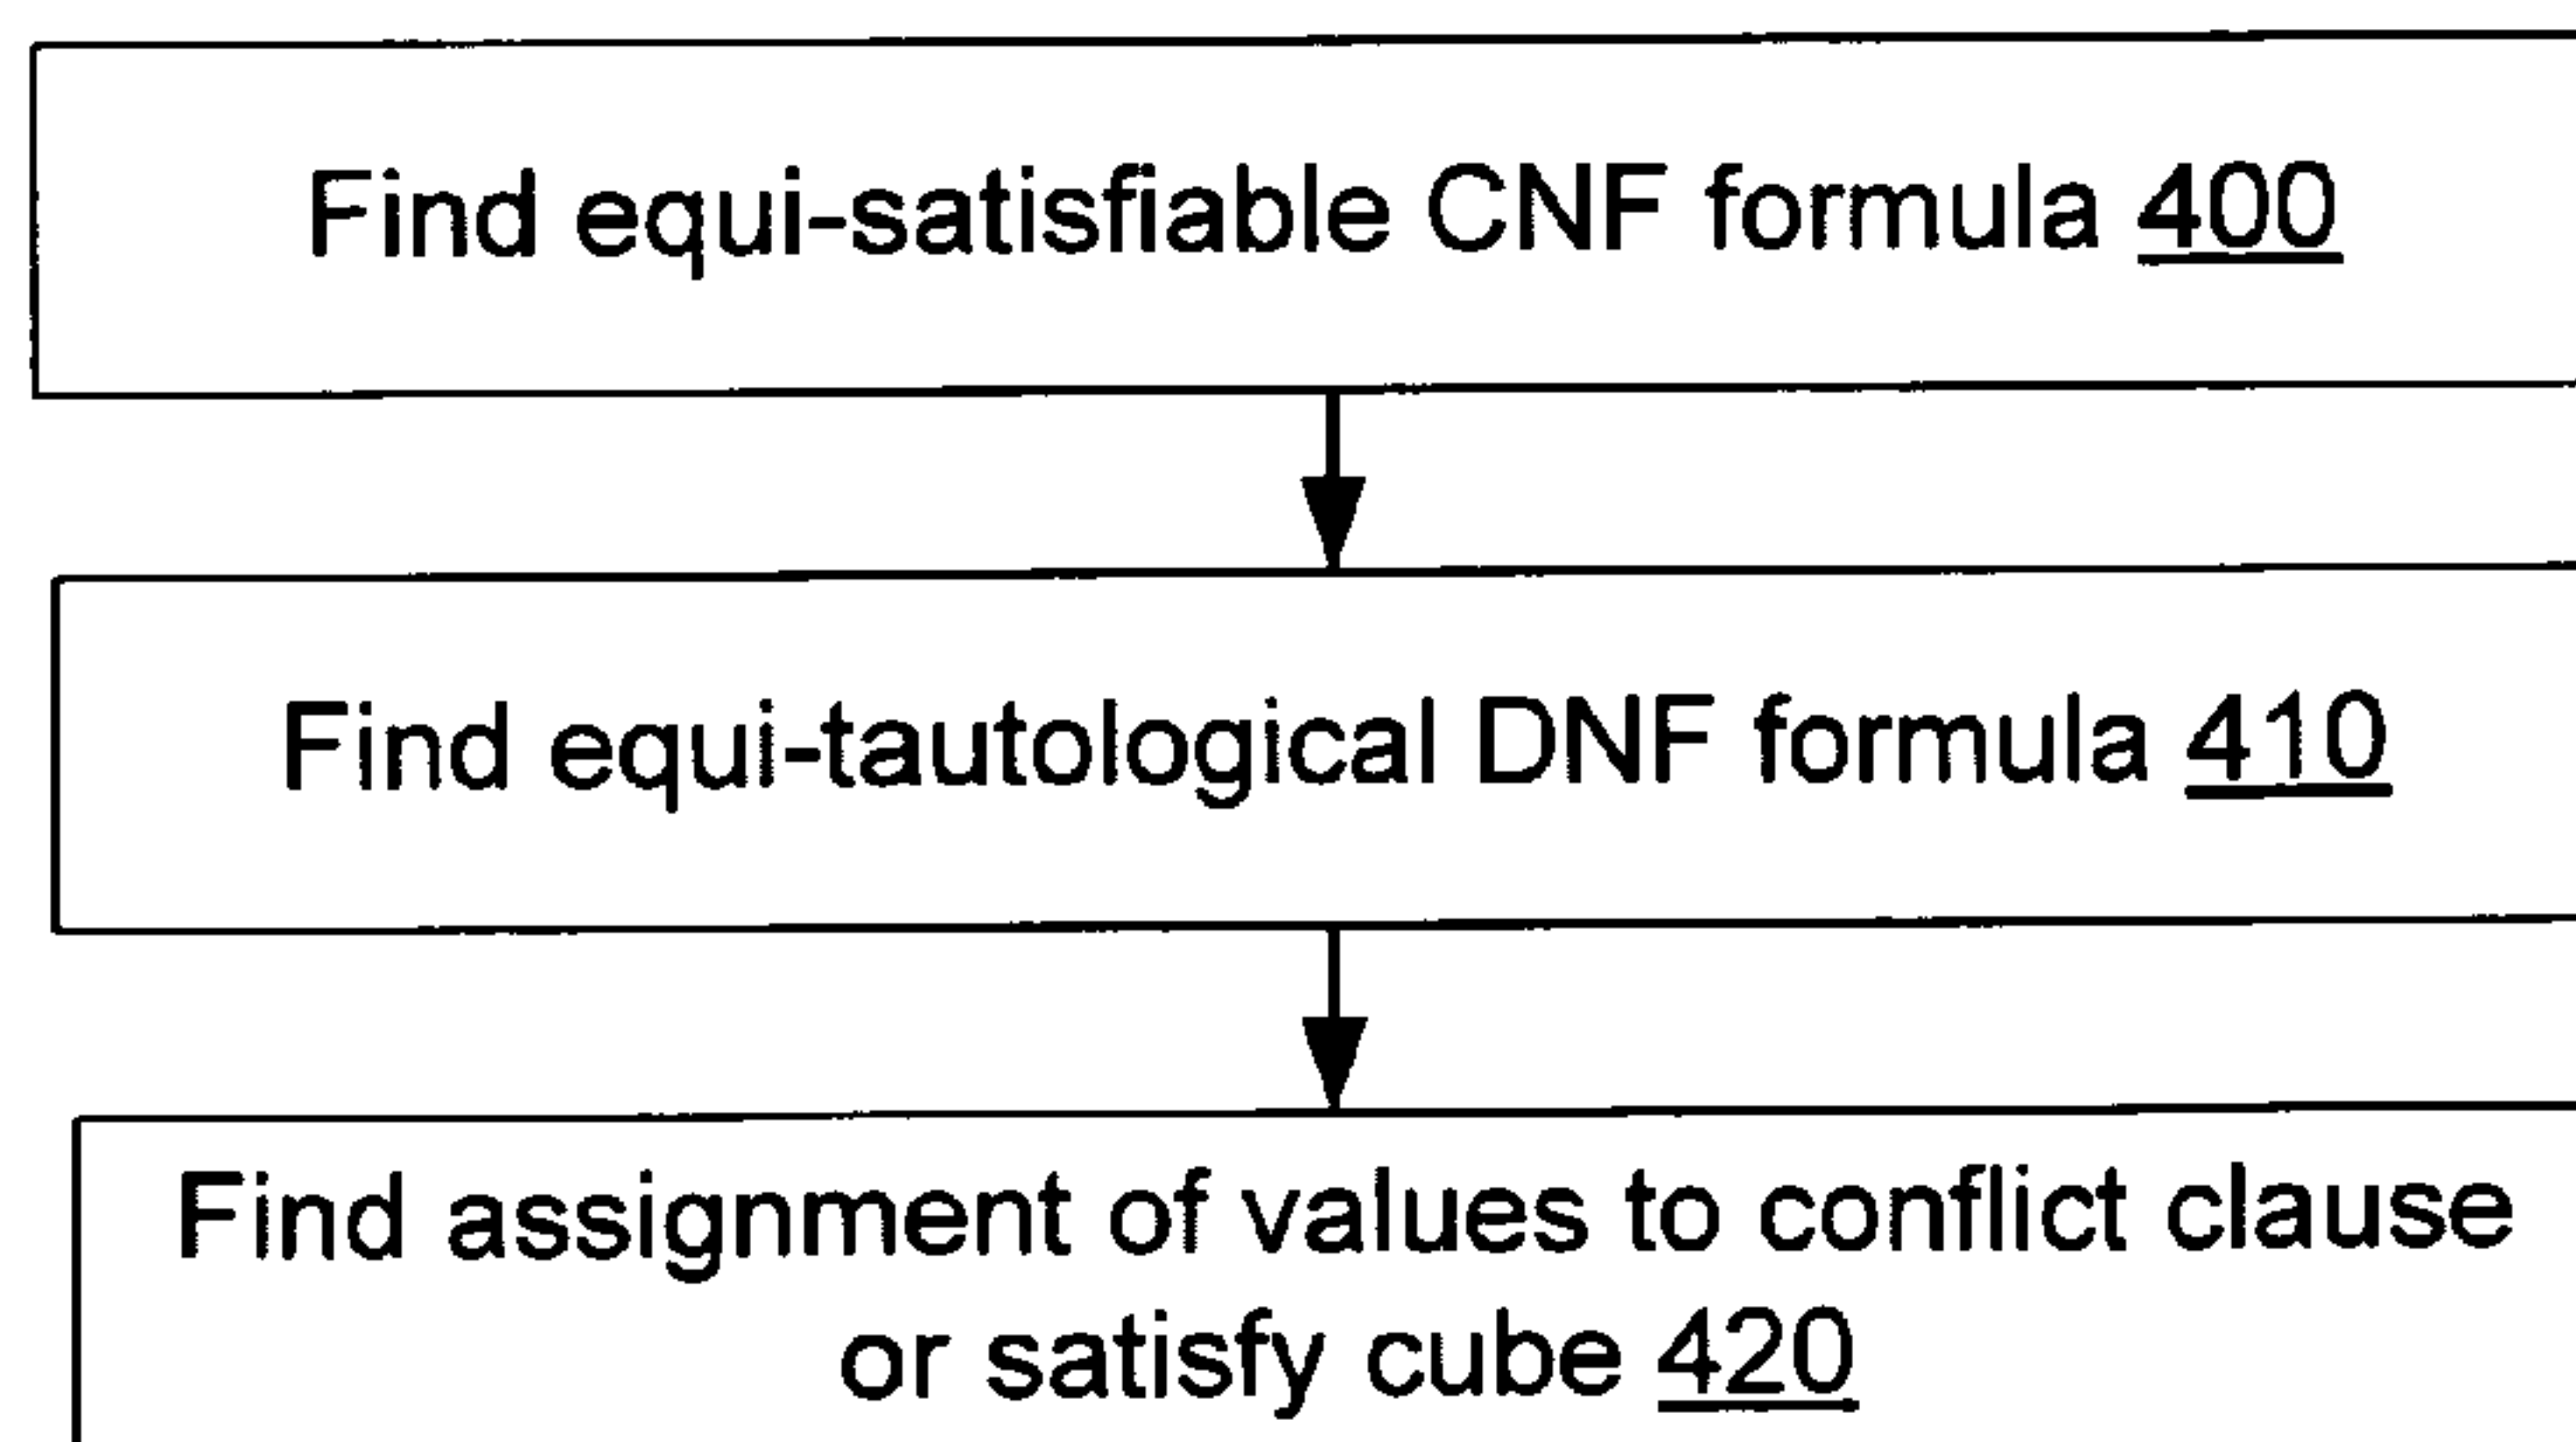 Find equi-satisfiable CNF formula 400
Find equi-tautological DNF formula 410
Find assignment of values to conflict clause
or satisfy cube 420